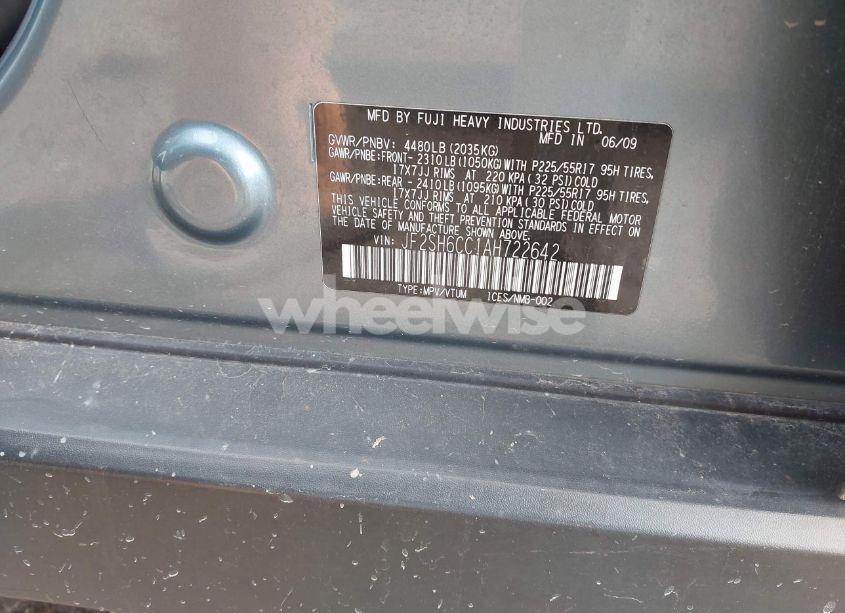 MFD BY FUJI HEAVY INDUSTRIES LTD.
MFD IN 06/09
GVWR/PNBV: 4480LB (2035KG)
GAWR/PNBE:FRONT- 2310LB(1050KG) WITH P225/55R17 95H TIRES,
17X7JJ RIMS AT 220 KPA(32 PSI)COLD
GAWR/PNBE:REAR - 2410LB(1095KG) WITH P225/55R17 95H TIRES,
17X7JJ RIMS AT 210 KPA(30 PSI)COLD
THIS VEHICLE CONFORMS TO ALL APPLICABLE FEDERAL MOTOR
VEHICLE SAFETY AND THEFT PREVENTION STANDARDS IN EFFECT ON
THE DATE OF MANUFACTURE SHOWN ABOVE.
VIN: JF2SH6CC1AH722642
TYPE:MPV/VTUM ICES/NMB-002
wheelwise